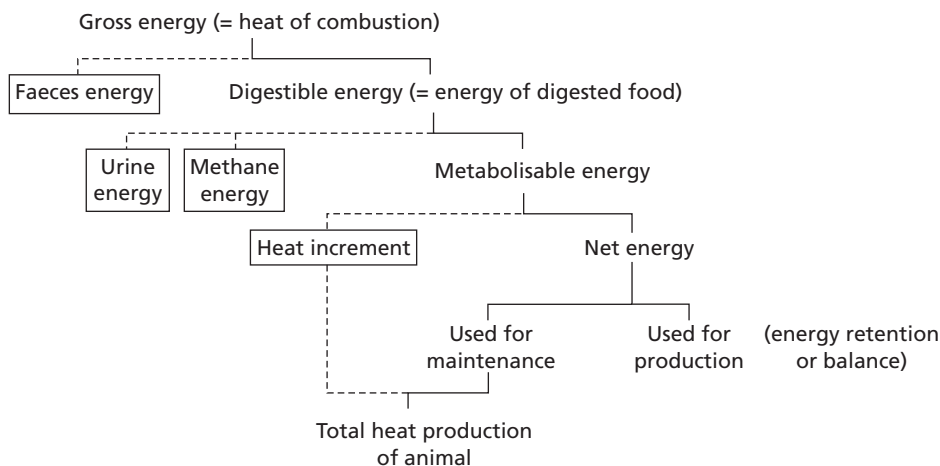 Gross energy (= heat of combustion)
Faeces energy
Digestible energy (= energy of digested food)
Urine
energy
Methane
energy
Metabolisable energy
Heat increment
Net energy
Used for
maintenance
Used for
production
(energy retention
or balance)
Total heat production
of animal